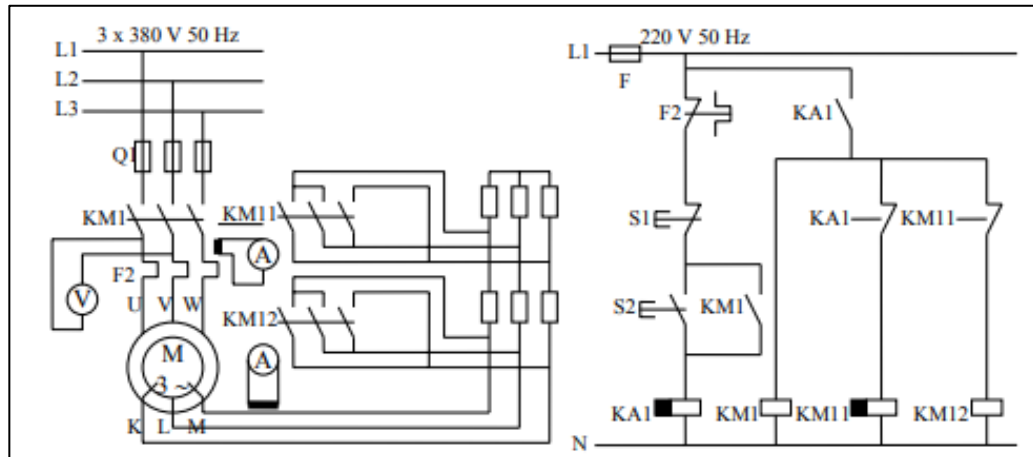 3 x 380 V 50 Hz
L1
L2
L3
Q1
KM1
KM11
A
F2
V
U V W
KM12
M
3 ~
A
K L M
220 V 50 Hz
L1
F
F2
KA1
S1
KA1
KM11
S2
KM1
KA1
KM1
KM11
KM12
N